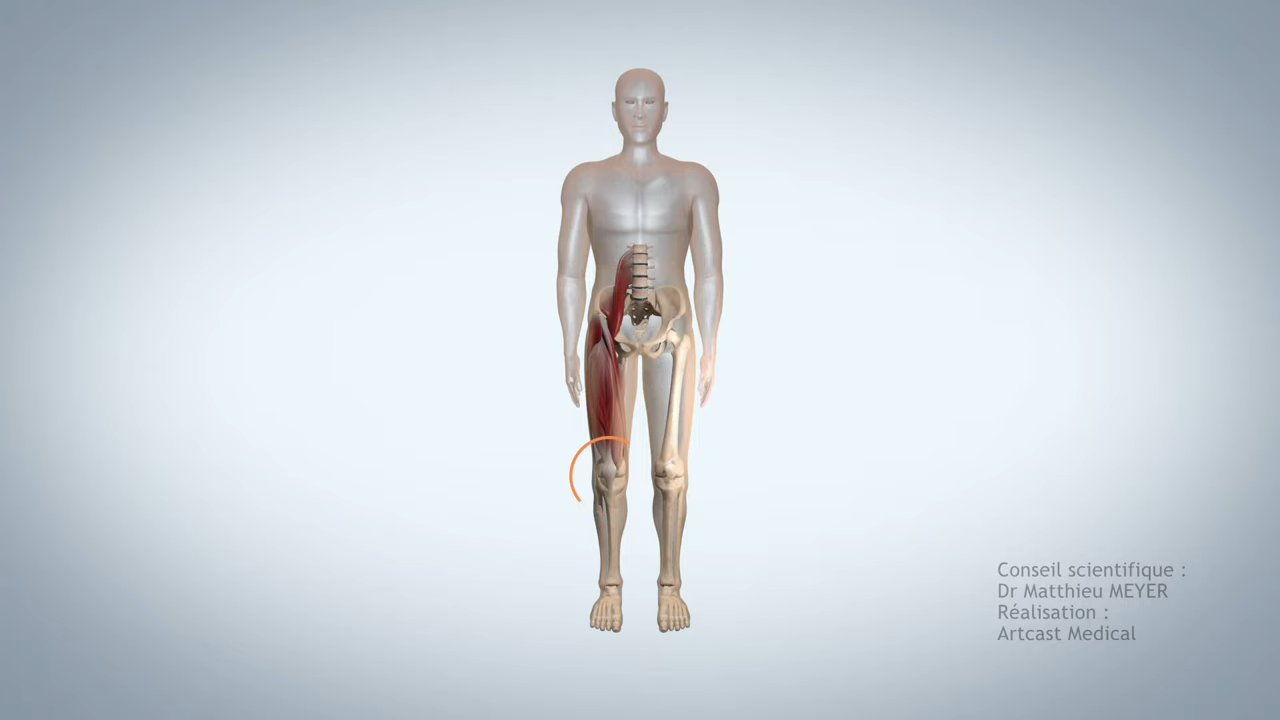 Conseil scientifique :
Dr Matthieu MEYER
Réalisation :
Artcast Medical